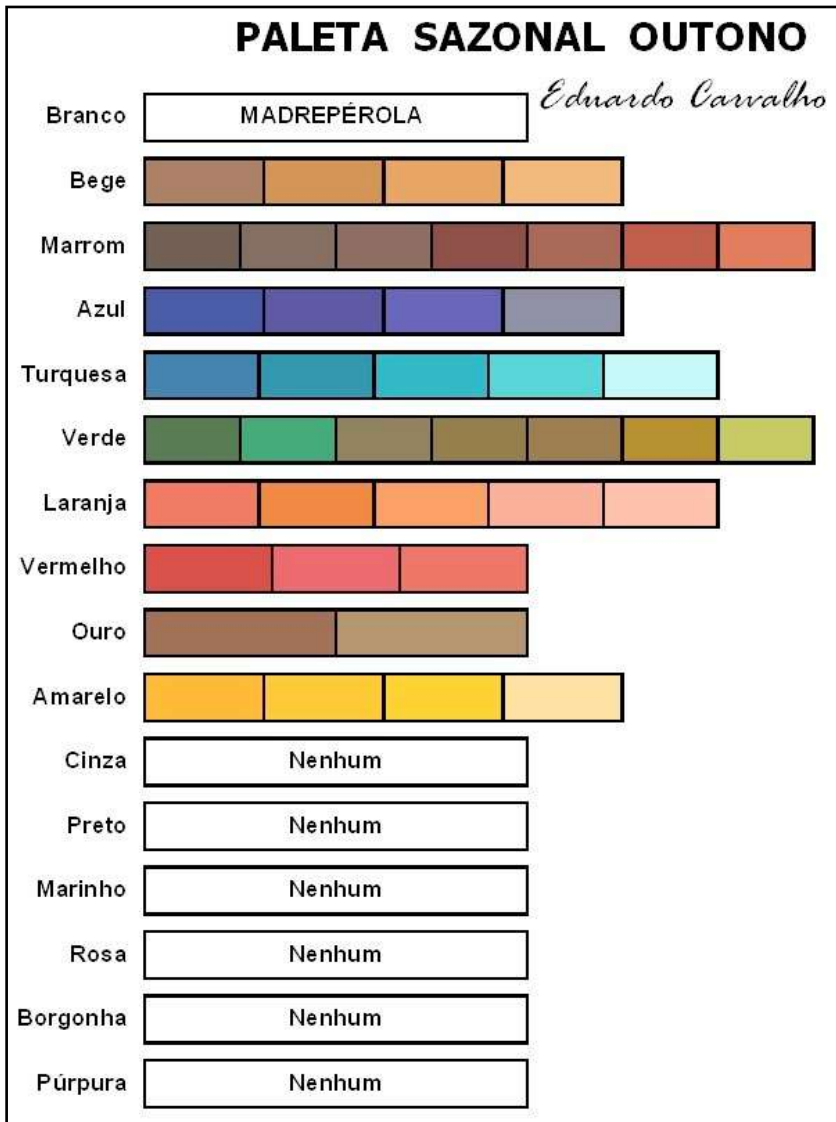 PALETA SAZONAL OUTONO
Eduardo Carvalho
Branco MADREPÉROLA
Bege
Marrom
Azul
Turquesa
Verde
Laranja
Vermelho
Ouro
Amarelo
Cinza Nenhum
Preto Nenhum
Marinho Nenhum
Rosa Nenhum
Borgonha Nenhum
Púrpura Nenhum